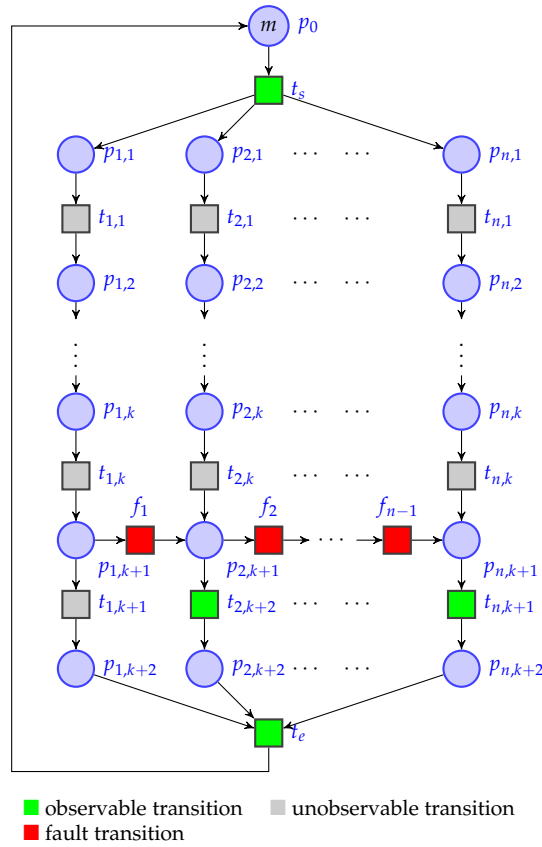 m p0
ts
p1,1 p2,1 ... ... pn,1
t1,1 t2,1 ... ... tn,1
p1,2 p2,2 ... ... pn,2
⋮ ⋮ ⋮
p1,k p2,k ... ... pn,k
t1,k t2,k ... ... tn,k
f1 f2 fn−1
...
p1,k+1 p2,k+1 pn,k+1
t1,k+1 t2,k+2 ... ... tn,k+1
p1,k+2 p2,k+2 ... ... pn,k+2
te
observable transition unobservable transition
fault transition